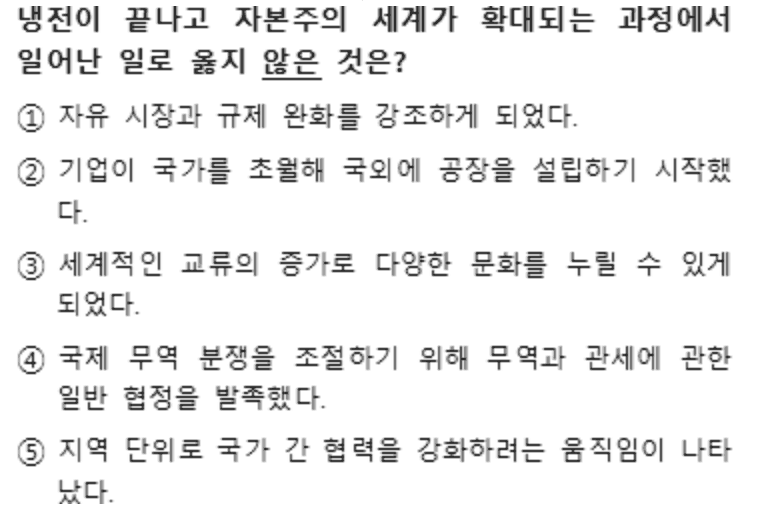 냉전이 끝나고 자본주의 세계가 확대되는 과정에서
일어난 일로 옳지 않은 것은?
① 자유 시장과 규제 완화를 강조하게 되었다.
② 기업이 국가를 초월해 국외에 공장을 설립하기 시작했
다.
③ 세계적인 교류의 증가로 다양한 문화를 누릴 수 있게
되었다.
④ 국제 무역 분쟁을 조절하기 위해 무역과 관세에 관한
일반 협정을 발족했다.
⑤ 지역 단위로 국가 간 협력을 강화하려는 움직임이 나타
났다.